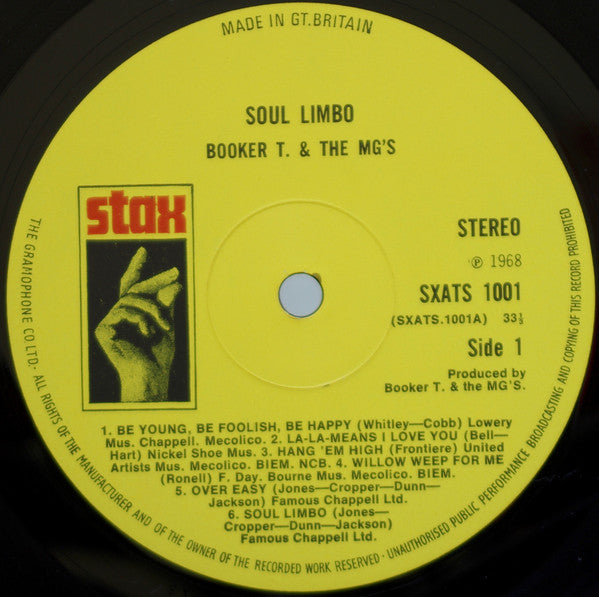 MADE IN GT.BRITAIN
SOUL LIMBO
BOOKER T. & THE MG'S
stax
STEREO
℗ 1968
SXATS 1001
(SXATS.1001A) 33⅓
Side 1
Produced by
Booker T. & the MG'S.
1. BE YOUNG, BE FOOLISH, BE HAPPY (Whitley—Cobb) Lowery
Mus. Chappell. Mecolico. 2. LA-LA-MEANS I LOVE YOU (Bell—
Hart) Nickel Shoe Mus. 3. HANG 'EM HIGH (Frontiere) United
Artists Mus. Mecolico. BIEM. NCB. 4. WILLOW WEEP FOR ME
(Ronell) F. Day. Bourne Mus. Mecolico. BIEM.
5. OVER EASY (Jones—Cropper—Dunn—
Jackson) Famous Chappell Ltd.
6. SOUL LIMBO (Jones—
Cropper—Dunn—Jackson)
Famous Chappell Ltd.
THE GRAMOPHONE CO LTD· ALL RIGHTS OF THE MANUFACTURER AND OF THE OWNER OF THE RECORDED WORK RESERVED · UNAUTHORISED PUBLIC PERFORMANCE BROADCASTING AND COPYING OF THIS RECORD PROHIBITED